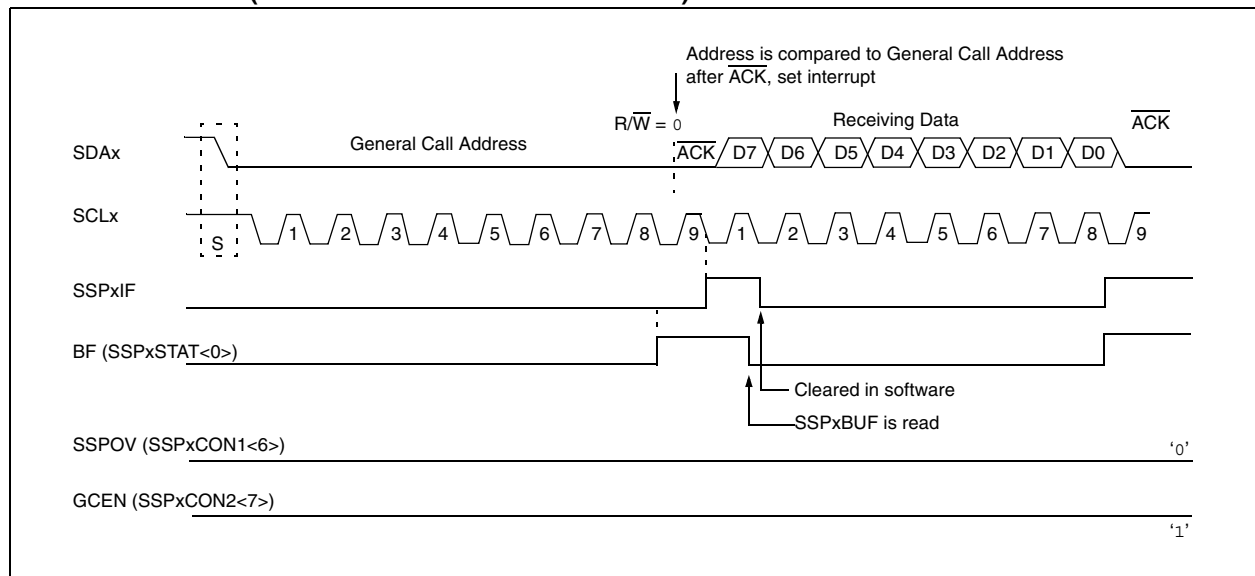 Address is compared to General Call Address
after ACK, set interrupt
R/W = 0
Receiving Data
ACK
SDAx
General Call Address
ACK D7 D6 D5 D4 D3 D2 D1 D0
SCLx
S
1 2 3 4 5 6 7 8 9 1 2 3 4 5 6 7 8 9
SSPxIF
BF (SSPxSTAT<0>)
Cleared in software
SSPxBUF is read
SSPOV (SSPxCON1<6>)
‘0’
GCEN (SSPxCON2<7>)
‘1’